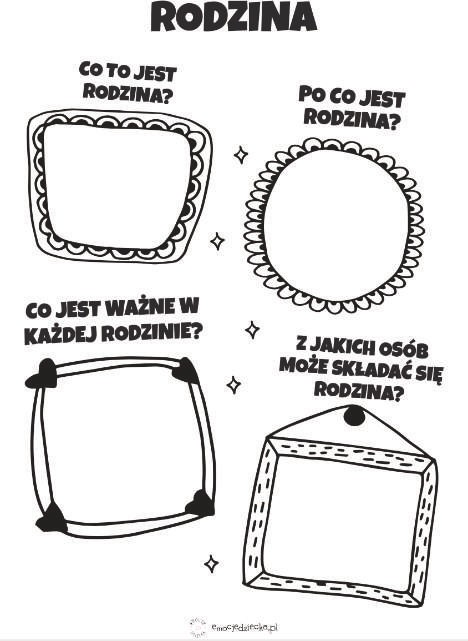 RODZINA
CO TO JEST
RODZINA?
PO CO JEST
RODZINA?
CO JEST WAŻNE W
KAŻDEJ RODZINIE?
Z JAKICH OSÓB
MOŻE SKŁADAĆ SIĘ
RODZINA?
emocjedziecka.pl